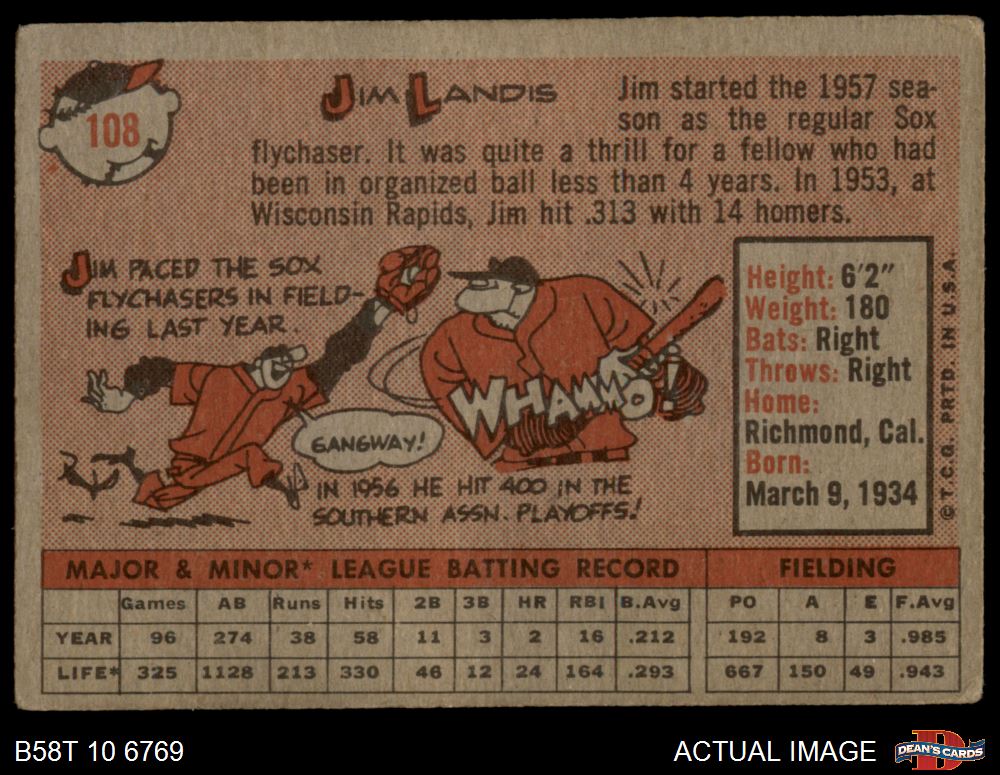 108
JIM LANDIS
Jim started the 1957 sea-
son as the regular Sox
flychaser. It was quite a thrill for a fellow who had
been in organized ball less than 4 years. In 1953, at
Wisconsin Rapids, Jim hit .313 with 14 homers.
JIM PACED THE SOX
FLYCHASERS IN FIELD-
ING LAST YEAR.
GANGWAY!
WHAMMO!
IN 1956 HE HIT 400 IN THE
SOUTHERN ASSN. PLAYOFFS!
Height: 6'2"
Weight: 180
Bats: Right
Throws: Right
Home:
Richmond, Cal.
Born:
March 9, 1934
© T.C.G. PRTD. IN U.S.A.
MAJOR & MINOR* LEAGUE BATTING RECORD FIELDING
Games AB Runs Hits 2B 3B HR RBI B.Avg PO A E F.Avg
YEAR 96 274 38 58 11 3 2 16 .212 192 8 3 .985
LIFE* 325 1128 213 330 46 12 24 164 .293 667 150 49 .943
B58T 10 6769
ACTUAL IMAGE
D
DEAN'S CARDS